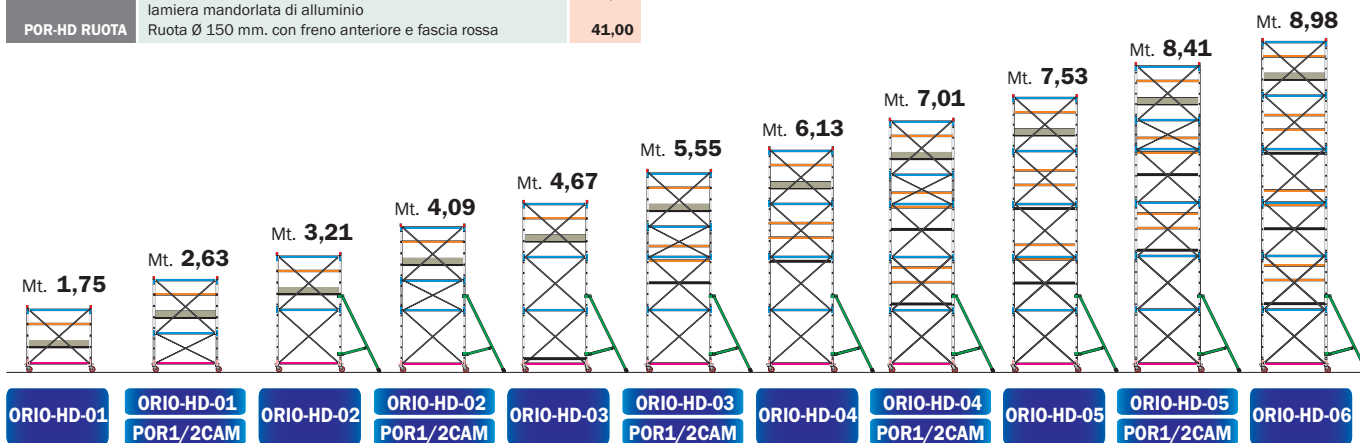 lamiera mandorlata di alluminio
POR-HD RUOTA Ruota Ø 150 mm. con freno anteriore e fascia rossa 41,00
Mt. 1,75
Mt. 2,63
Mt. 3,21
Mt. 4,09
Mt. 4,67
Mt. 5,55
Mt. 6,13
Mt. 7,01
Mt. 7,53
Mt. 8,41
Mt. 8,98
ORIO-HD-01
ORIO-HD-01
POR1/2CAM
ORIO-HD-02
ORIO-HD-02
POR1/2CAM
ORIO-HD-03
ORIO-HD-03
POR1/2CAM
ORIO-HD-04
ORIO-HD-04
POR1/2CAM
ORIO-HD-05
ORIO-HD-05
POR1/2CAM
ORIO-HD-06